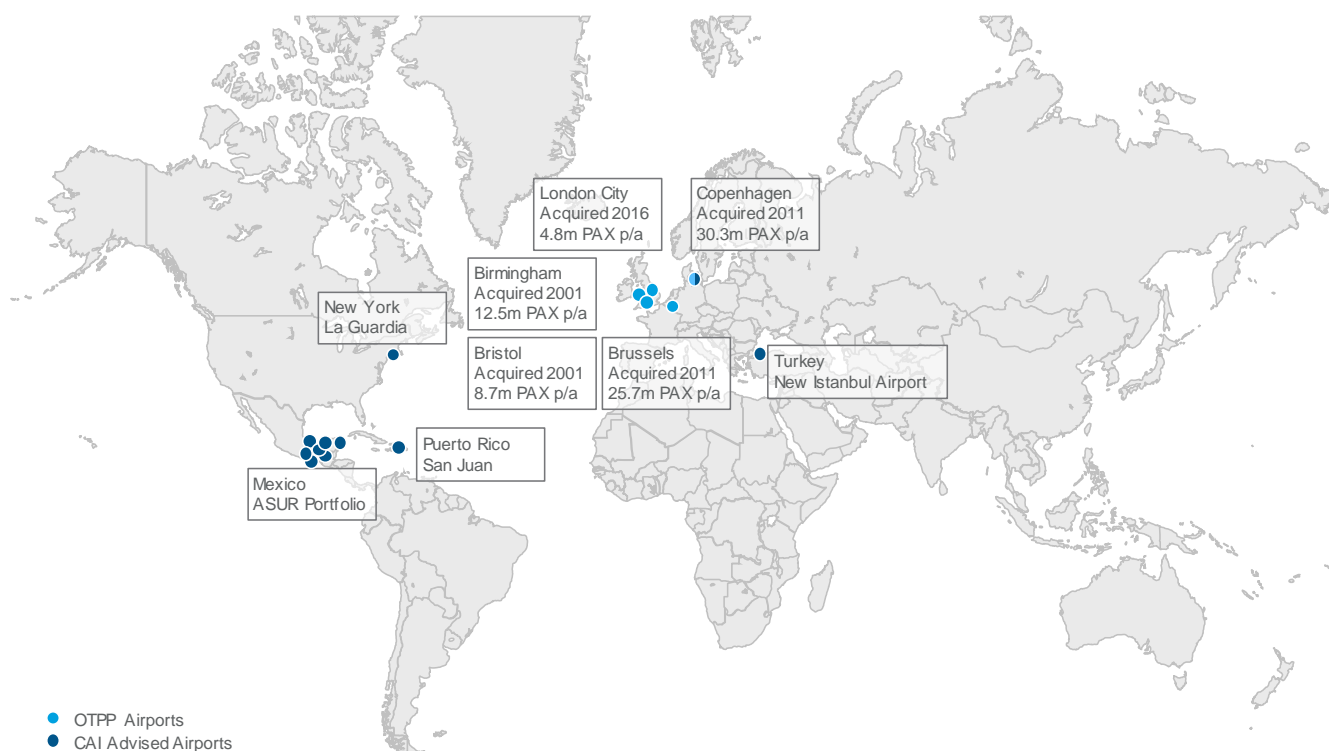 London City
Acquired 2016
4.8m PAX p/a
Copenhagen
Acquired 2011
30.3m PAX p/a
Birmingham
Acquired 2001
12.5m PAX p/a
New York
La Guardia
Bristol
Acquired 2001
8.7m PAX p/a
Brussels
Acquired 2011
25.7m PAX p/a
Turkey
New Istanbul Airport
Puerto Rico
San Juan
Mexico
ASUR Portfolio
OTPP Airports
CAI Advised Airports